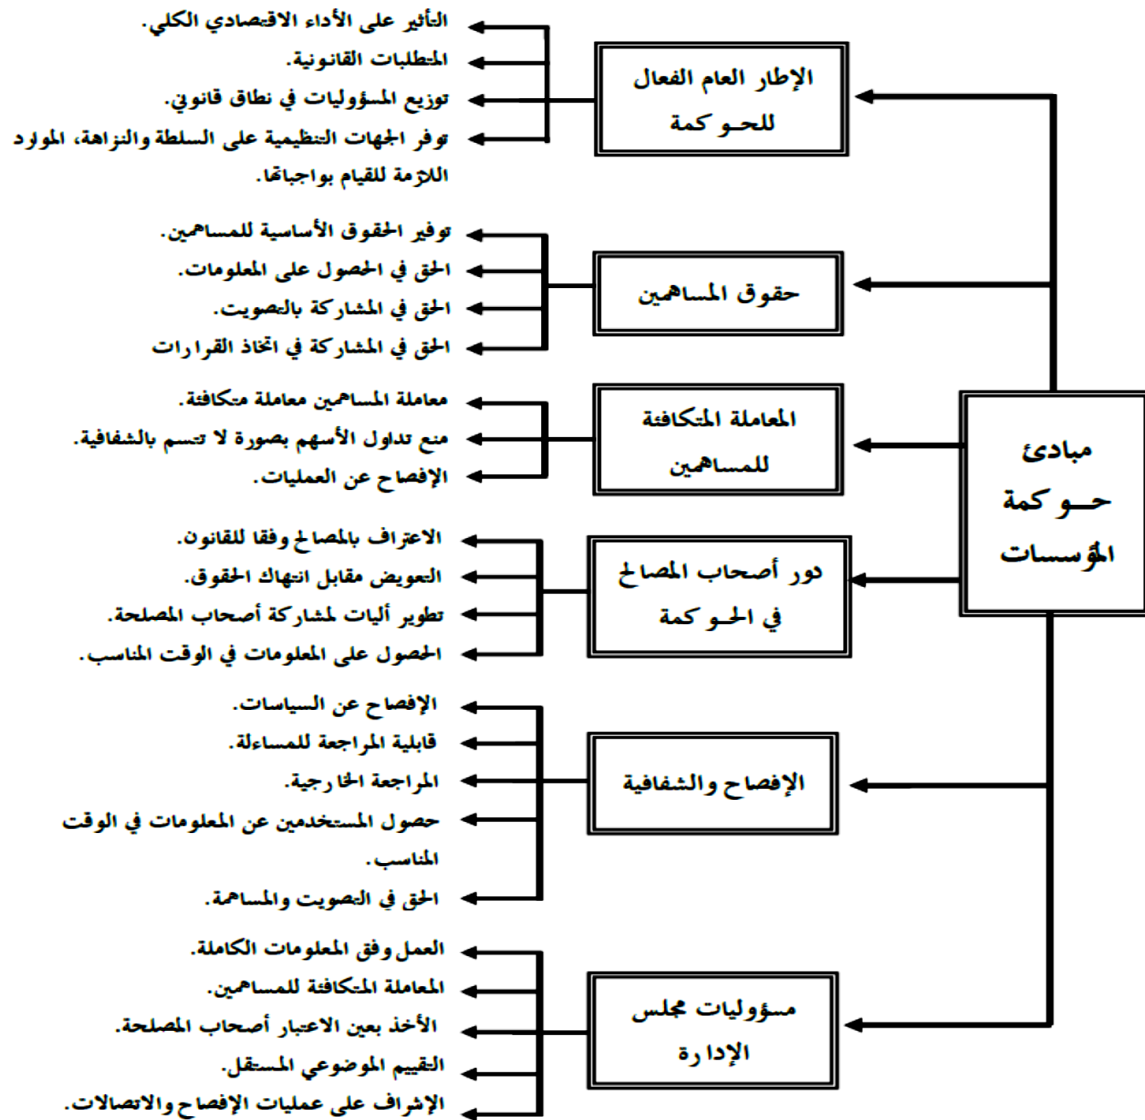 مبادئ
حـوكمة
المؤسسات
الإطار العام الفعال
للحـوكمة
التأثير على الأداء الاقتصادي الكلي.
المتطلبات القانونية.
توزيع المسؤوليات في نطاق قانوني.
توفر الجهات التنظيمية على السلطة والنزاهة، الموارد
اللازمة للقيام بواجباتها.
حقوق المساهمين
توفير الحقوق الأساسية للمساهمين.
الحق في الحصول على المعلومات.
الحق في المشاركة بالتصويت.
الحق في المشاركة في اتخاذ القرارات
المعاملة المتكافئة
للمساهمين
معاملة المساهمين معاملة متكافئة.
منع تداول الأسهم بصورة لا تتسم بالشفافية.
الإفصاح عن العمليات.
دور أصحاب المصالح
في الحـوكمة
الاعتراف بالمصالح وفقا للقانون.
التعويض مقابل انتهاك الحقوق.
تطوير أليات لمشاركة أصحاب المصلحة.
الحصول على المعلومات في الوقت المناسب.
الإفصاح والشفافية
الإفصاح عن السياسات.
قابلية المراجعة للمساءلة.
المراجعة الخارجية.
حصول المستخدمين عن المعلومات في الوقت
المناسب.
الحق في التصويت والمساهمة.
مسؤوليات مجلس
الإدارة
العمل وفق المعلومات الكاملة.
المعاملة المتكافئة للمساهمين.
الأخذ بعين الاعتبار أصحاب المصلحة.
التقييم الموضوعي المستقل.
الإشراف على عمليات الإفصاح والاتصالات.